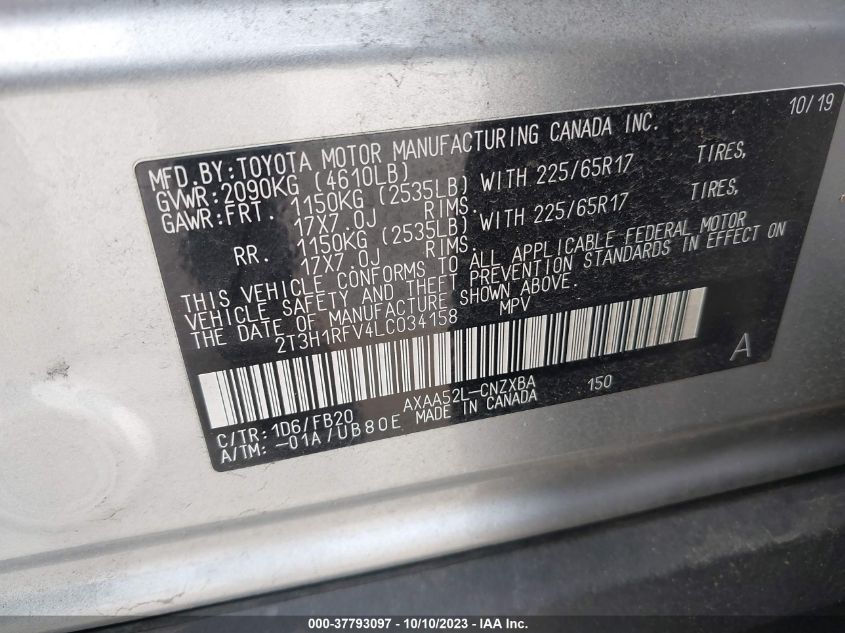 10/19
MFD.BY:TOYOTA MOTOR MANUFACTURING CANADA INC.
GVWR:2090KG (4610LB)
GAWR:FRT. 1150KG (2535LB) WITH 225/65R17 TIRES,
17X7.0J RIMS.
RR. 1150KG (2535LB) WITH 225/65R17 TIRES,
17X7.0J RIMS.
THIS VEHICLE CONFORMS TO ALL APPLICABLE FEDERAL MOTOR
VEHICLE SAFETY AND THEFT PREVENTION STANDARDS IN EFFECT ON
THE DATE OF MANUFACTURE SHOWN ABOVE.
2T3H1RFV4LC034158 MPV
A
C/TR: 1D6/FB20 AXAA52L-CNZXBA 150
A/TM: -01A/UB80E MADE IN CANADA
000-37793097 - 10/10/2023 - IAA Inc.